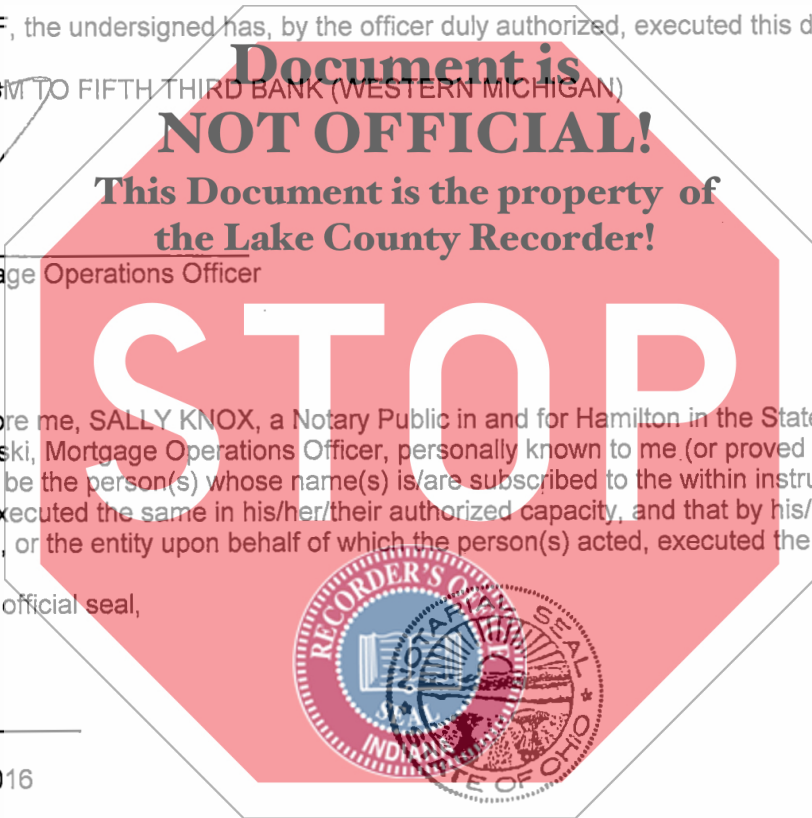 F, the undersigned has, by the officer duly authorized, executed this d
Document is
M TO FIFTH THIRD BANK (WESTERN MICHIGAN)
NOT OFFICIAL!
This Document is the property of
the Lake County Recorder!
age Operations Officer
STOP
ore me, SALLY KNOX, a Notary Public in and for Hamilton in the State
ski, Mortgage Operations Officer, personally known to me (or proved
be the person(s) whose name(s) is/are subscribed to the within instru
xecuted the same in his/her/their authorized capacity, and that by his/
, or the entity upon behalf of which the person(s) acted, executed the
RECORDER'S OFFICE
official seal,
NOTARIAL SEAL
SEAL
INDIANA
STATE OF OHIO
016